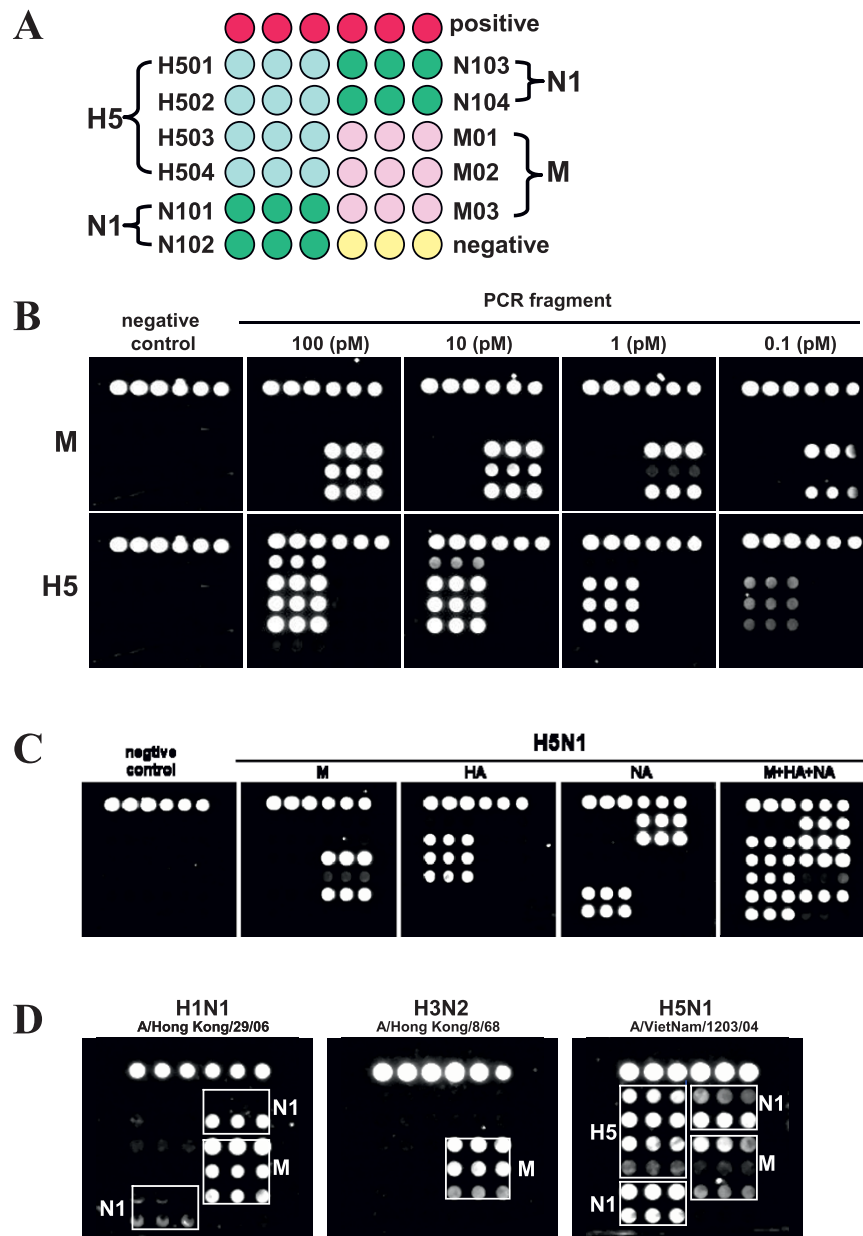 A
positive
H501
N103
N1
H502
N104
H5
H503
M01
H504
M02
M
N101
M03
N1
N102
negative
B
PCR fragment
negative
control
100 (pM)
10 (pM)
1 (pM)
0.1 (pM)
M
H5
C
H5N1
negtive
control
M
HA
NA
M+HA+NA
D
H1N1
A/Hong Kong/29/06
H3N2
A/Hong Kong/8/68
H5N1
A/VietNam/1203/04
N1
M
N1
M
H5
N1
M
N1